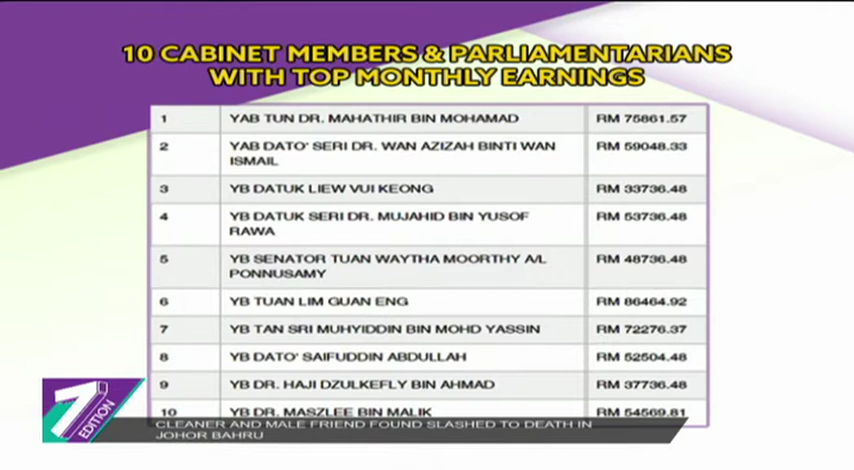 10 CABINET MEMBERS & PARLIAMENTARIANS
WITH TOP MONTHLY EARNINGS
1 YAB TUN DR. MAHATHIR BIN MOHAMAD RM 75861.57
2 YAB DATO' SERI DR. WAN AZIZAH BINTI WAN RM 59048.33
ISMAIL
3 YB DATUK LIEW VUI KEONG RM 33736.48
4 YB DATUK SERI DR. MUJAHID BIN YUSOF RM 53736.48
RAWA
5 YB SENATOR TUAN WAYTHA MOORTHY A/L RM 48736.48
PONNUSAMY
6 YB TUAN LIM GUAN ENG RM 86464.92
7 YB TAN SRI MUHYIDDIN BIN MOHD YASSIN RM 72276.37
8 YB DATO' SAIFUDDIN ABDULLAH RM 52504.48
9 YB DR. HAJI DZULKEFLY BIN AHMAD RM 37736.48
10 YB DR. MASZLEE BIN MALIK RM 54569.81
7 EDITION
CLEANER AND MALE FRIEND FOUND SLASHED TO DEATH IN
JOHOR BAHRU